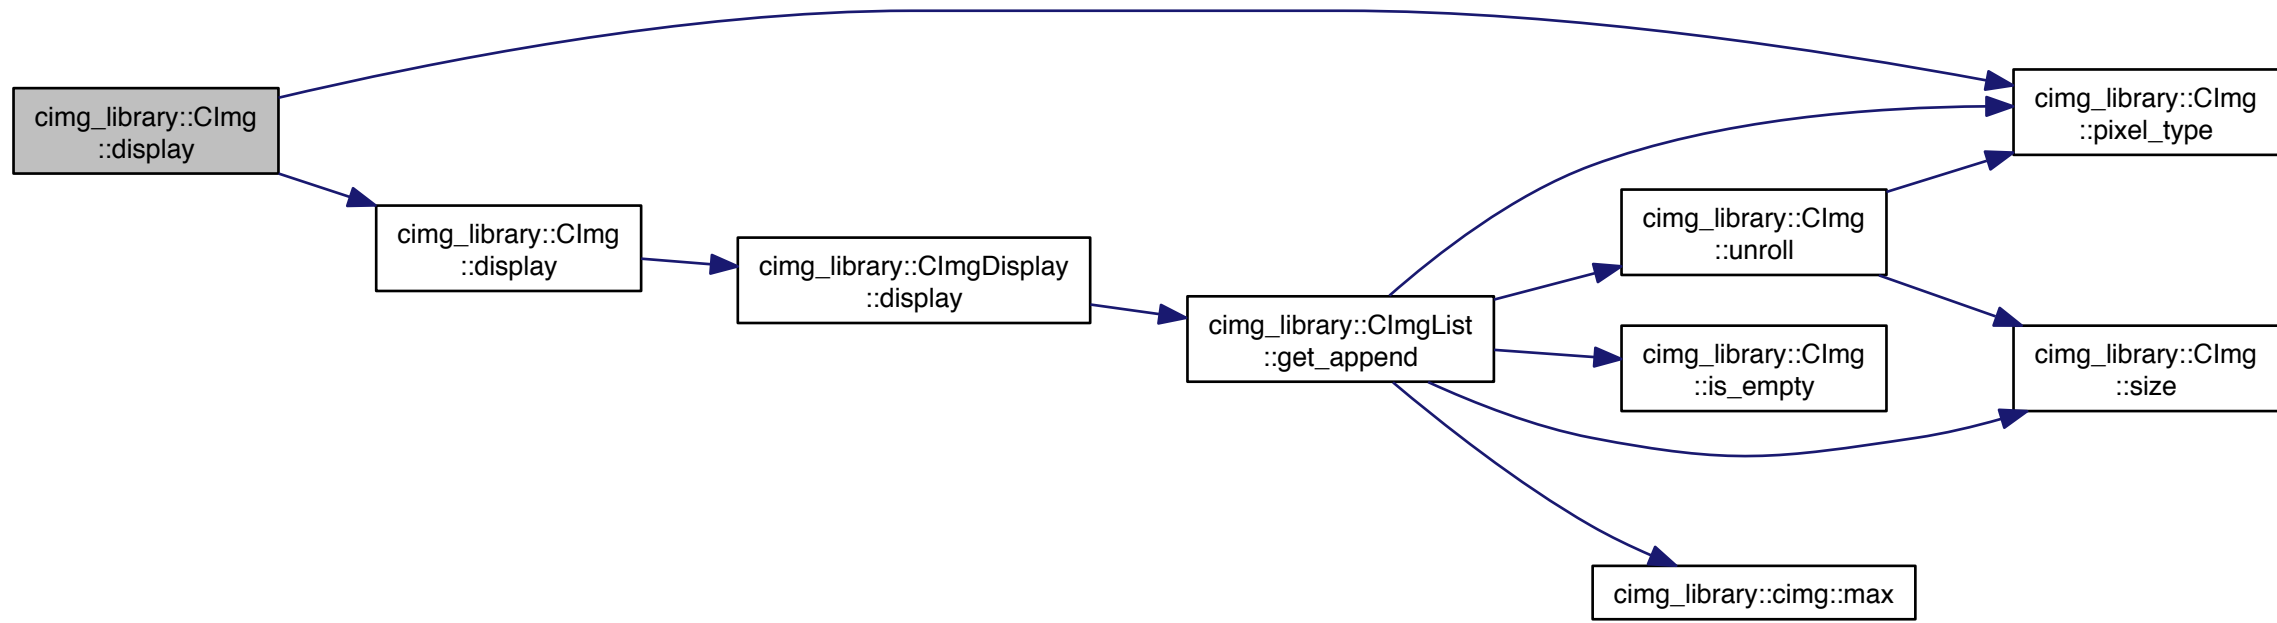 cimg_library::CImg
::display
cimg_library::CImg
::display
cimg_library::CImgDisplay
::display
cimg_library::CImgList
::get_append
cimg_library::CImg
::pixel_type
cimg_library::CImg
::unroll
cimg_library::CImg
::is_empty
cimg_library::CImg
::size
cimg_library::cimg::max